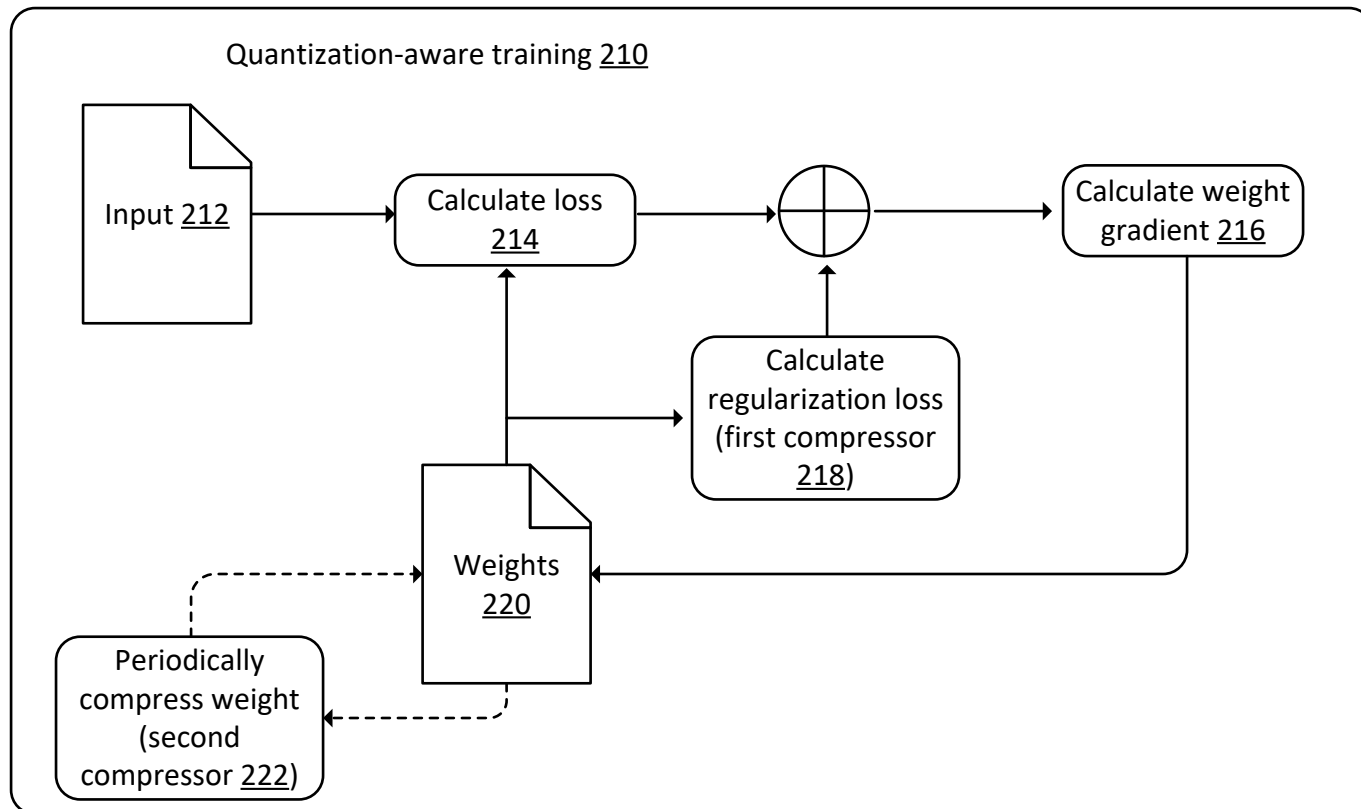 Quantization-aware training 210
Input 212
Calculate loss
214
Calculate weight
gradient 216
Calculate
regularization loss
(first compressor
218)
Weights
220
Periodically
compress weight
(second
compressor 222)